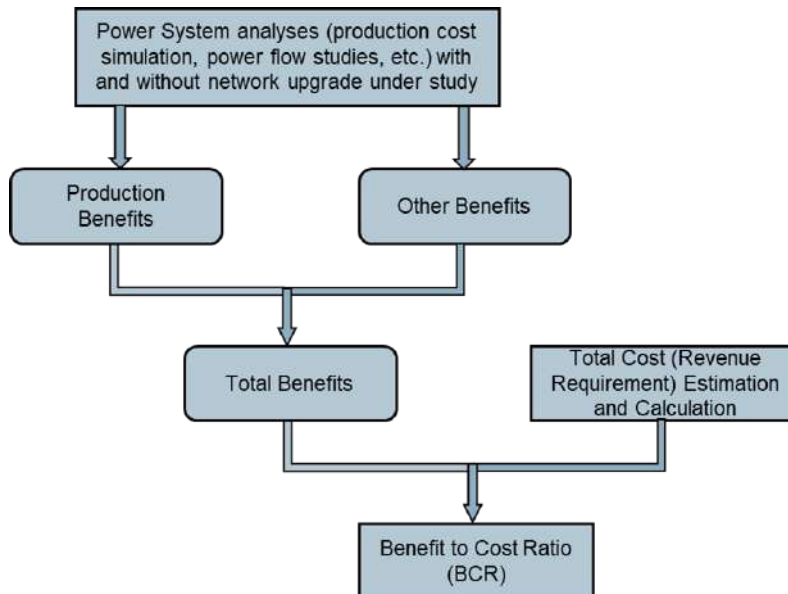 Power System analyses (production cost
simulation, power flow studies, etc.) with
and without network upgrade under study
Production
Benefits
Other Benefits
Total Benefits
Total Cost (Revenue
Requirement) Estimation
and Calculation
Benefit to Cost Ratio
(BCR)